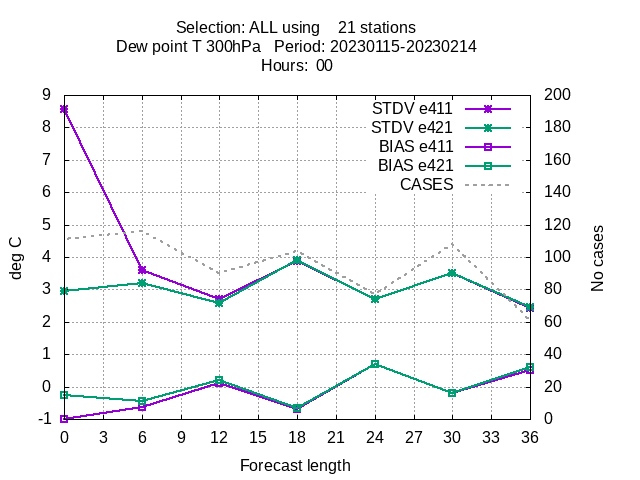 Selection: ALL using    21 stations
Dew point T 300hPa   Period: 20230115-20230214
Hours:  00
STDV e411
STDV e421
BIAS e411
BIAS e421
CASES
deg C
No cases
9 200
8 180
7 160
6 140
5 120
4 100
3 80
2 60
1 40
0 20
-1 0
0 3 6 9 12 15 18 21 24 27 30 33 36
Forecast length